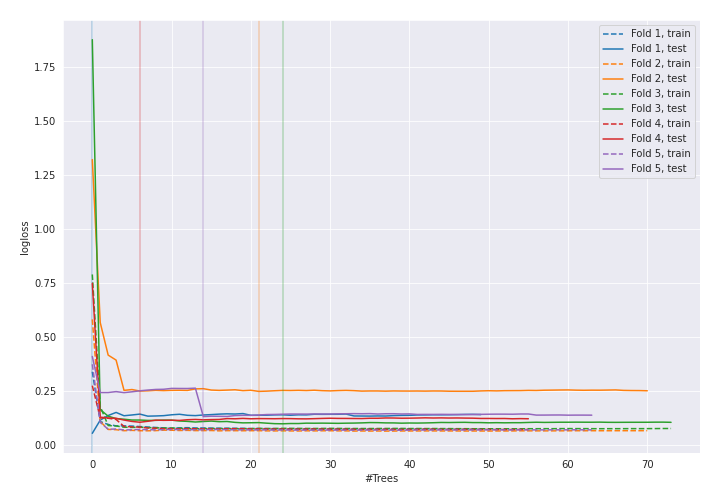 Fold 1, train
Fold 1, test
Fold 2, train
Fold 2, test
Fold 3, train
Fold 3, test
Fold 4, train
Fold 4, test
Fold 5, train
Fold 5, test
1.75
1.50
1.25
1.00
0.75
0.50
0.25
0.00
logloss
0 10 20 30 40 50 60 70
#Trees